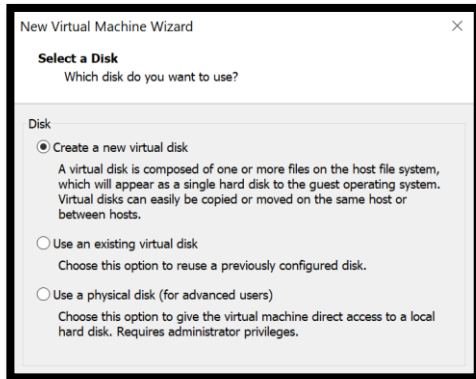 New Virtual Machine Wizard
Select a Disk
Which disk do you want to use?
Disk
Create a new virtual disk
A virtual disk is composed of one or more files on the host file system,
which will appear as a single hard disk to the guest operating system.
Virtual disks can easily be copied or moved on the same host or
between hosts.
Use an existing virtual disk
Choose this option to reuse a previously configured disk.
Use a physical disk (for advanced users)
Choose this option to give the virtual machine direct access to a local
hard disk. Requires administrator privileges.